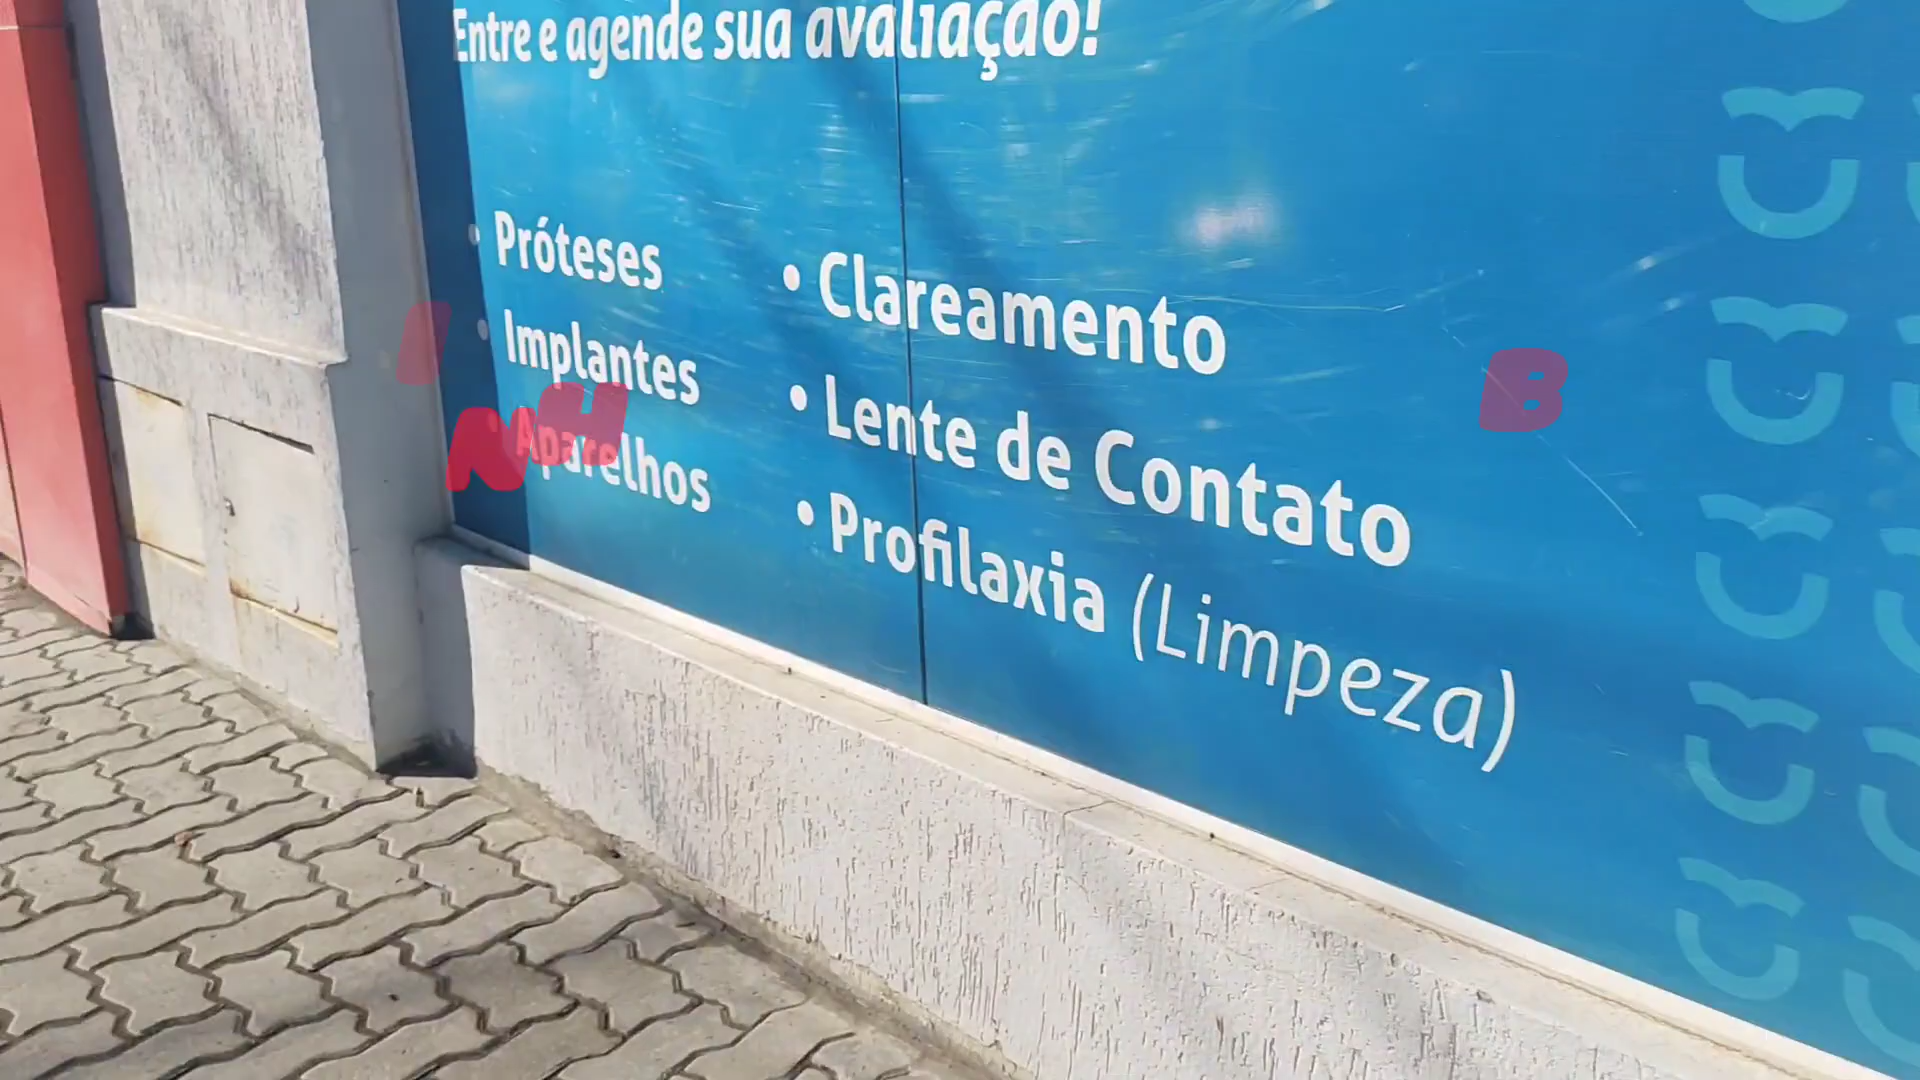 Entre e agende sua avaliação!
• Próteses
• Implantes
• Aparelhos
• Clareamento
• Lente de Contato
• Profilaxia (Limpeza)
I
N
U
B